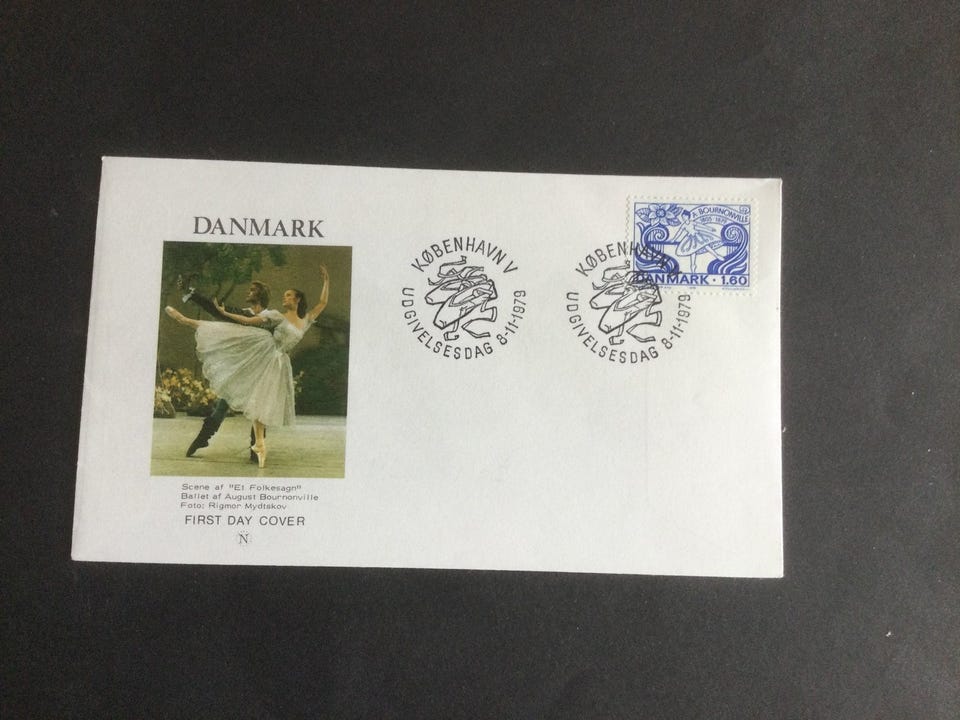 DANMARK
Scene af "Et Folkesagn"
Ballet af August Bournonville
Foto: Rigmor Mydtskov
FIRST DAY COVER
N
KØBENHAVN V
UDGIVELSESDAG 8-11-1979
KØBENHAVN V
UDGIVELSESDAG 8-11-1979
A BOURNONVILLE
1805-1879
DANMARK · 1.60